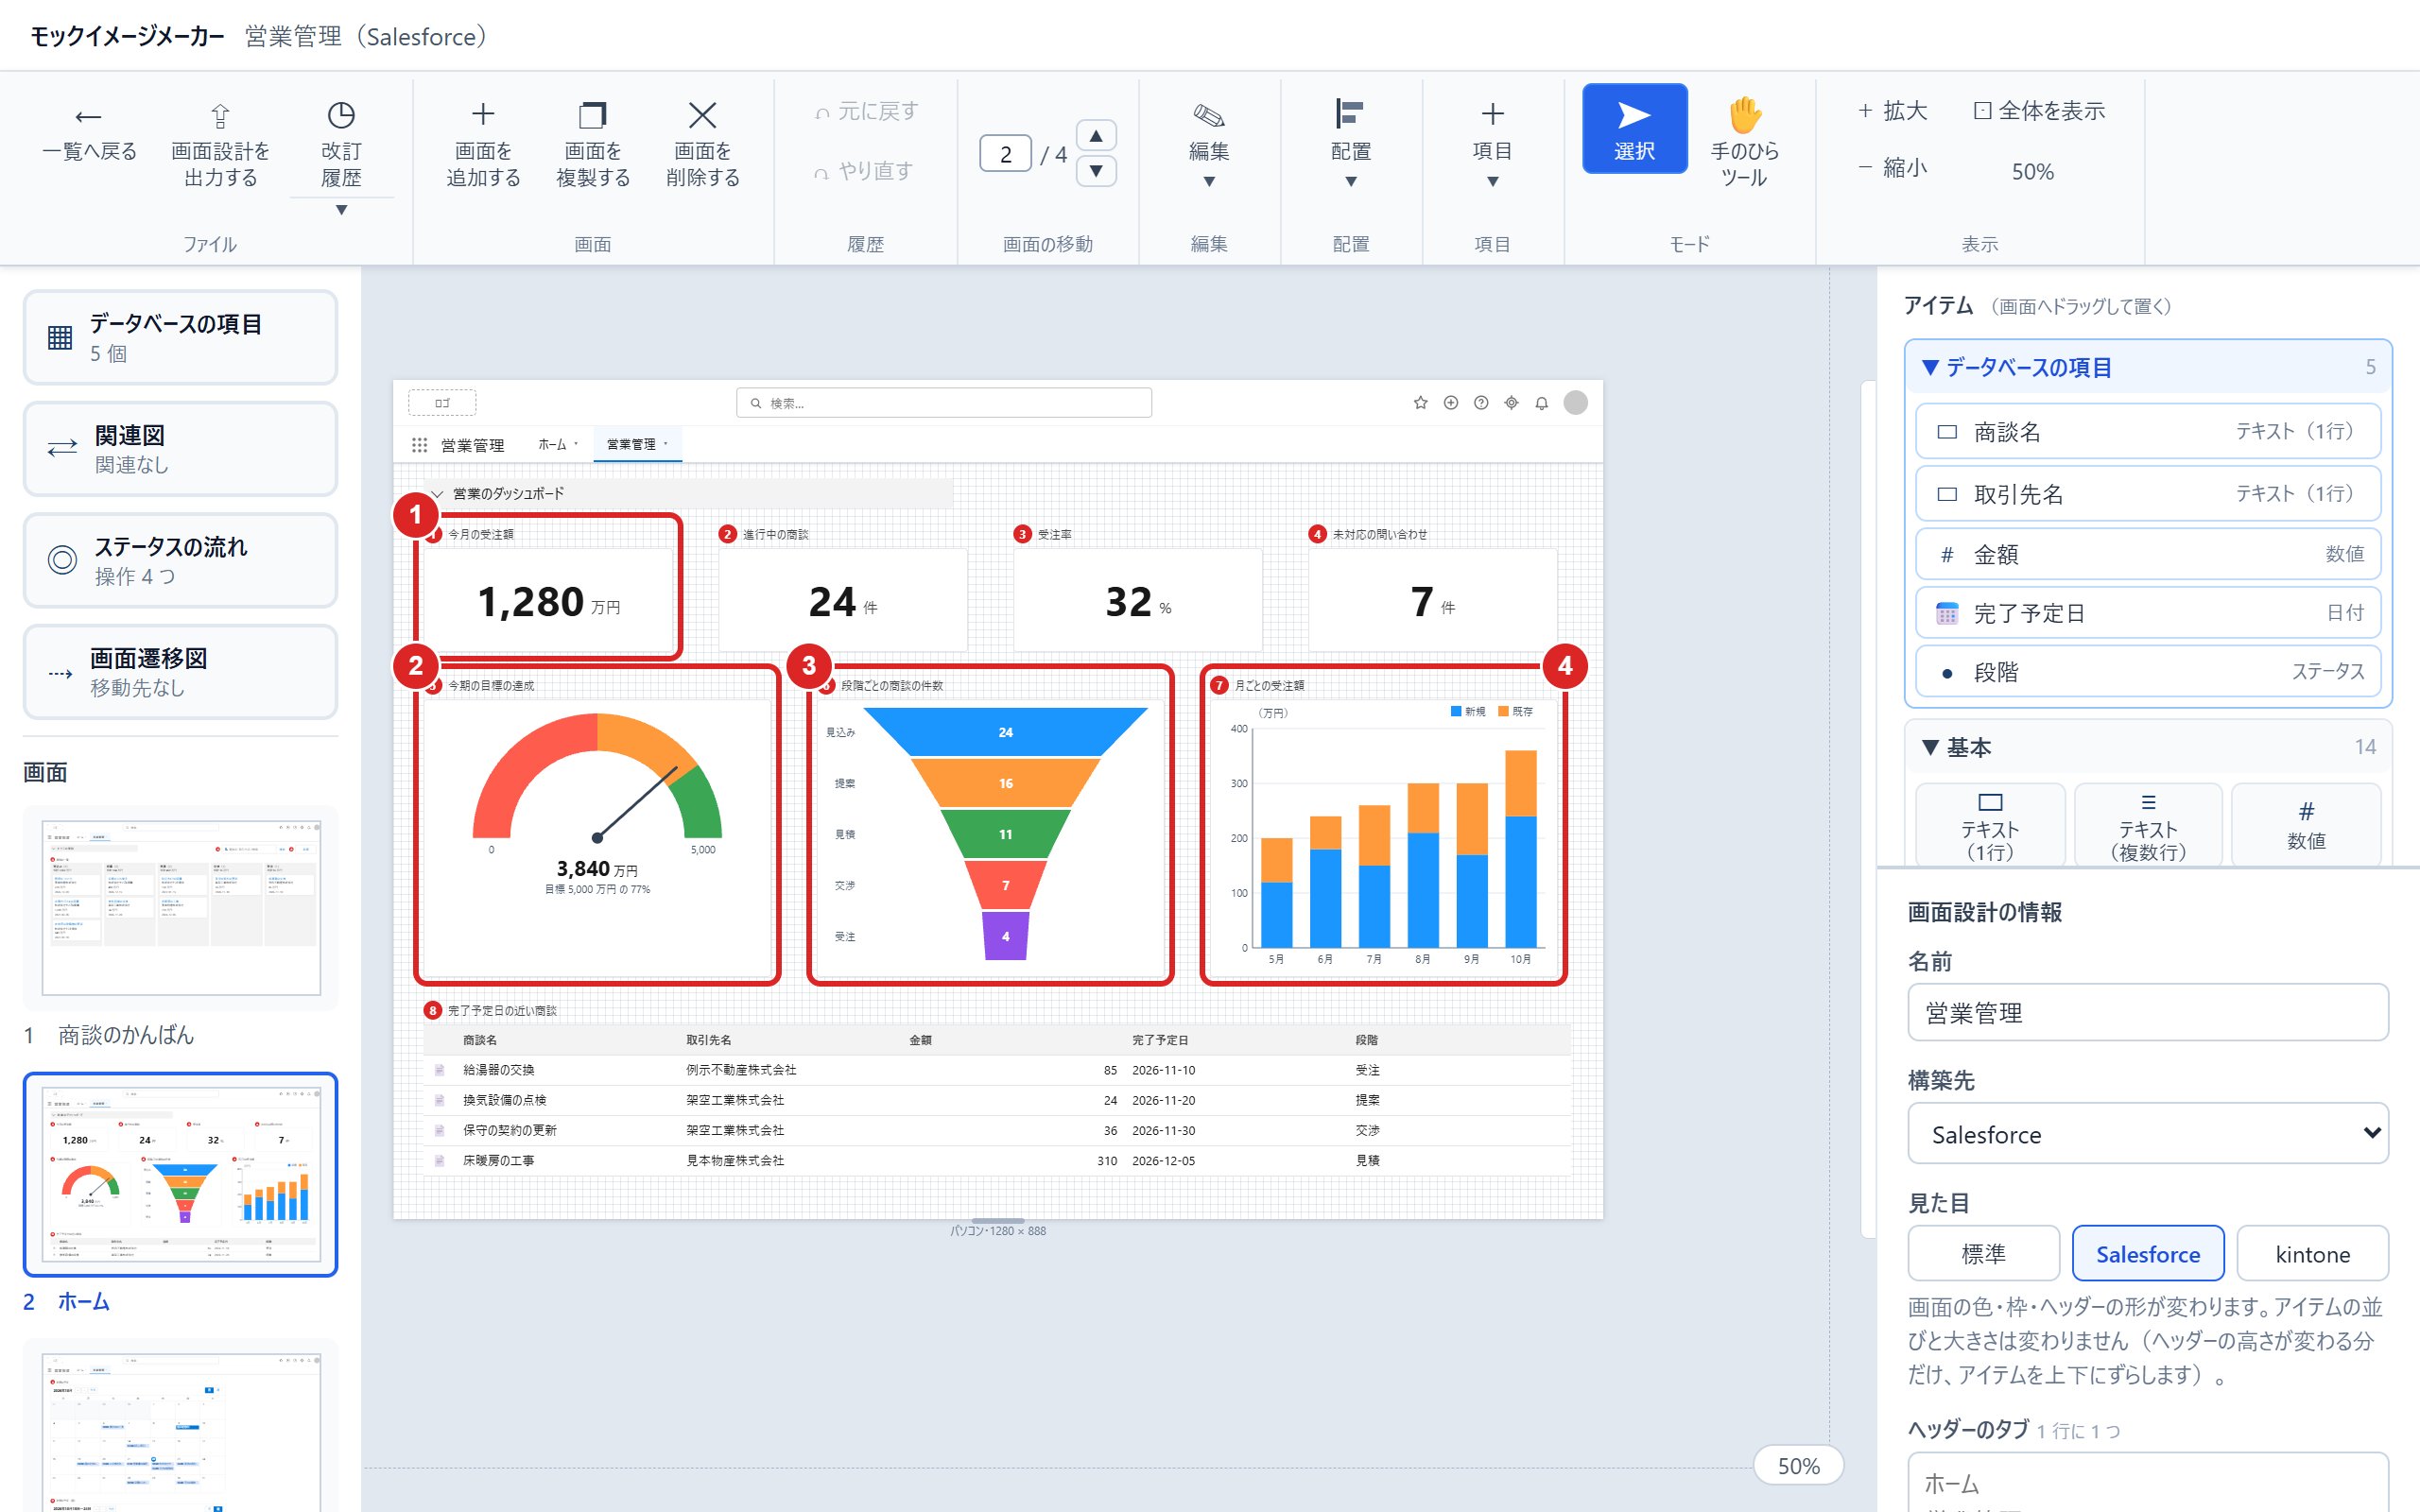 モックイメージメーカー 営業管理（Salesforce）
一覧へ戻る
画面設計を
出力する
改訂
履歴
ファイル
画面を
追加する
画面を
複製する
画面を
削除する
画面
元に戻す
やり直す
履歴
2 / 4
画面の移動
編集
編集
配置
配置
項目
項目
選択
手のひら
ツール
モード
+ 拡大
− 縮小
全体を表示
50%
表示
データベースの項目
5 個
関連図
関連なし
ステータスの流れ
操作 4 つ
画面遷移図
移動先なし
画面
1 商談のかんばん
2 ホーム
ロゴ
検索...
営業管理 ホーム 営業管理
営業のダッシュボード
1
今月の受注額
1,280 万円
2 進行中の商談
24 件
3 受注率
32 %
4 未対応の問い合わせ
7 件
2
今期の目標の達成
0
5,000
3,840 万円
目標 5,000 万円 の 77%
3
段階ごとの商談の件数
見込み 24
提案 16
見積 11
交渉 7
受注 4
4
7 月ごとの受注額
（万円）
新規 既存
400
300
200
100
0
5月 6月 7月 8月 9月 10月
8 完了予定日の近い商談
商談名 取引先名 金額 完了予定日 段階
給湯器の交換 例示不動産株式会社 85 2026-11-10 受注
換気設備の点検 架空工業株式会社 24 2026-11-20 提案
保守の契約の更新 架空工業株式会社 36 2026-11-30 交渉
床暖房の工事 見本物産株式会社 310 2026-12-05 見積
パソコン・1280 × 888
50%
アイテム （画面へドラッグして置く）
▼ データベースの項目 5
商談名 テキスト（1行）
取引先名 テキスト（1行）
# 金額 数値
完了予定日 日付
段階 ステータス
▼ 基本 14
テキスト
（1行）
テキスト
（複数行）
#
数値
画面設計の情報
名前
営業管理
構築先
Salesforce
見た目
標準
Salesforce
kintone
画面の色・枠・ヘッダーの形が変わります。アイテムの並
びと大きさは変わりません（ヘッダーの高さが変わる分
だけ、アイテムを上下にずらします）。
ヘッダーのタブ 1 行に 1 つ
ホーム